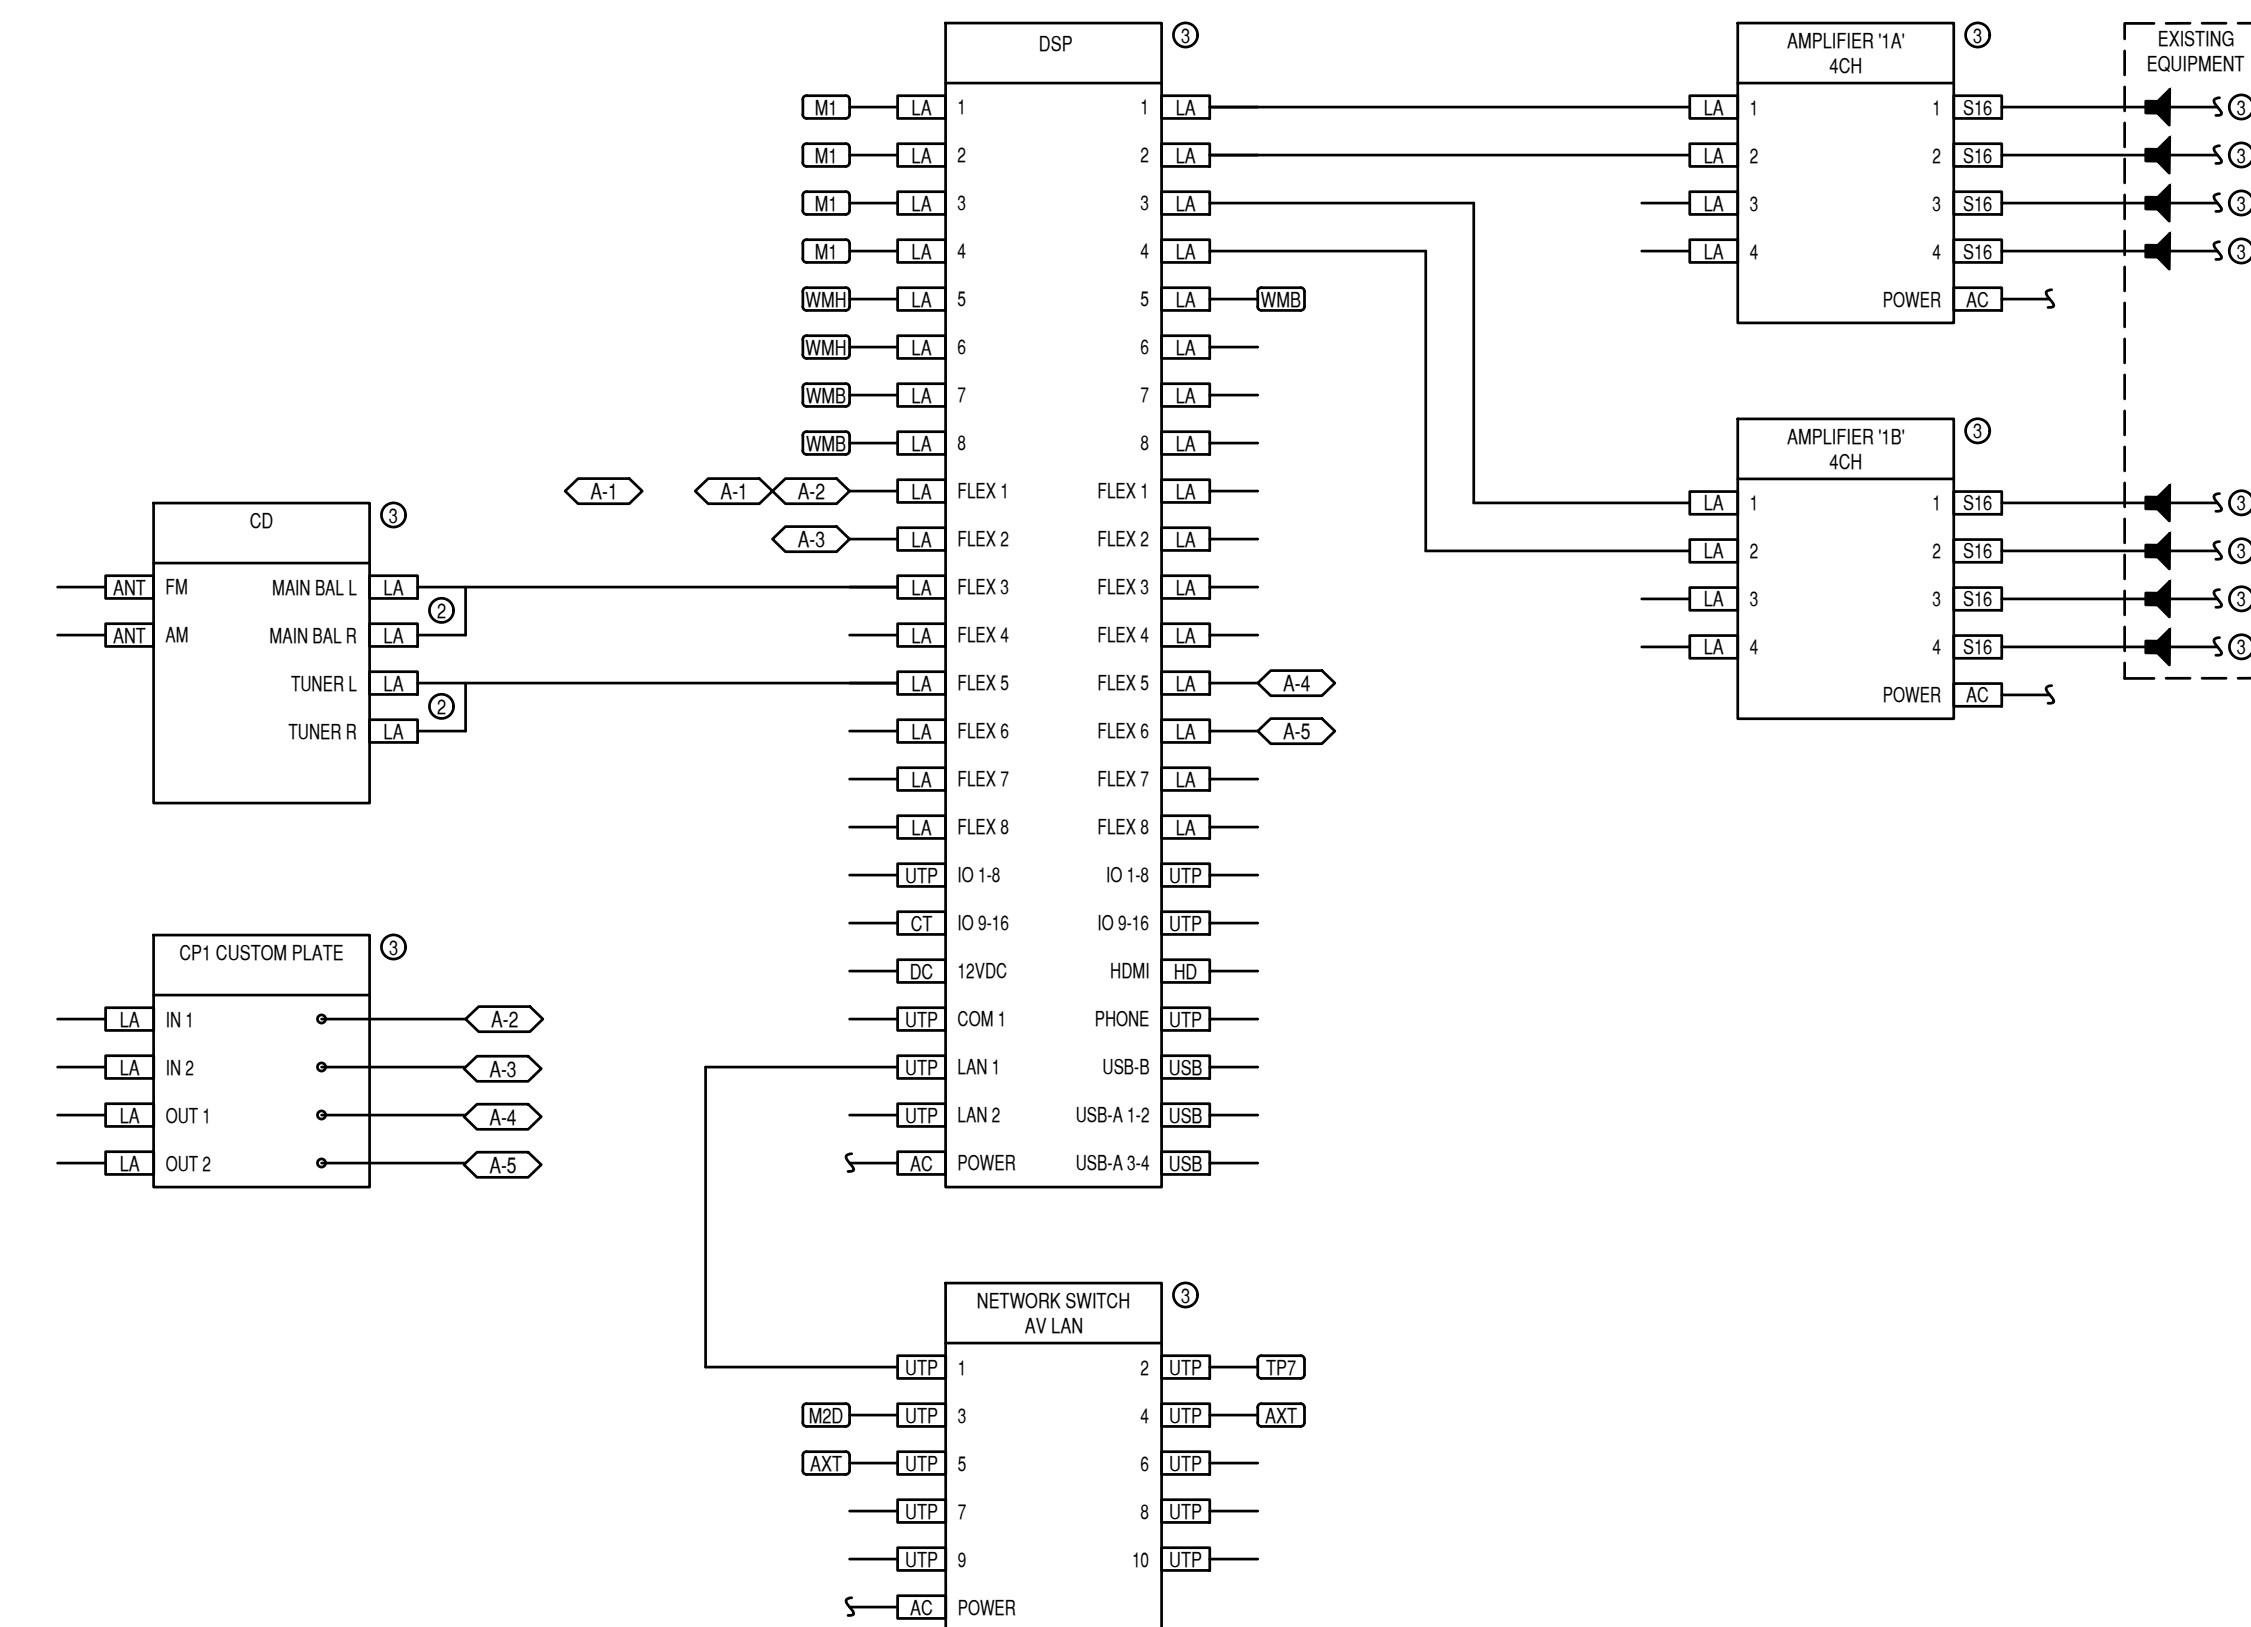 DSP
3
M1 LA 1 1 LA
M1 LA 2 2 LA
M1 LA 3 3 LA
M1 LA 4 4 LA
WMH LA 5 5 LA WMB
WMH LA 6 6 LA
WMB LA 7 7 LA
WMB LA 8 8 LA
A-1 A-1 A-2 LA FLEX 1 FLEX 1 LA
A-3 LA FLEX 2 FLEX 2 LA
LA FLEX 3 FLEX 3 LA
LA FLEX 4 FLEX 4 LA
LA FLEX 5 FLEX 5 LA A-4
LA FLEX 6 FLEX 6 LA A-5
LA FLEX 7 FLEX 7 LA
LA FLEX 8 FLEX 8 LA
UTP IO 1-8 IO 1-8 UTP
CT IO 9-16 IO 9-16 UTP
DC 12VDC HDMI HD
UTP COM 1 PHONE UTP
UTP LAN 1 USB-B USB
UTP LAN 2 USB-A 1-2 USB
AC POWER USB-A 3-4 USB
AMPLIFIER '1A'
4CH
3
LA 1 1 S16 3
LA 2 2 S16 3
LA 3 3 S16 3
LA 4 4 S16 3
POWER AC
EXISTING
EQUIPMENT
AMPLIFIER '1B'
4CH
3
LA 1 1 S16 3
LA 2 2 S16 3
LA 3 3 S16 3
LA 4 4 S16 3
POWER AC
CD
3
ANT FM MAIN BAL L LA
2
ANT AM MAIN BAL R LA
TUNER L LA
2
TUNER R LA
CP1 CUSTOM PLATE
3
LA IN 1 A-2
LA IN 2 A-3
LA OUT 1 A-4
LA OUT 2 A-5
NETWORK SWITCH
AV LAN
3
UTP 1 2 UTP TP7
M2D UTP 3 4 UTP AXT
AXT UTP 5 6 UTP
UTP 7 8 UTP
UTP 9 10 UTP
AC POWER